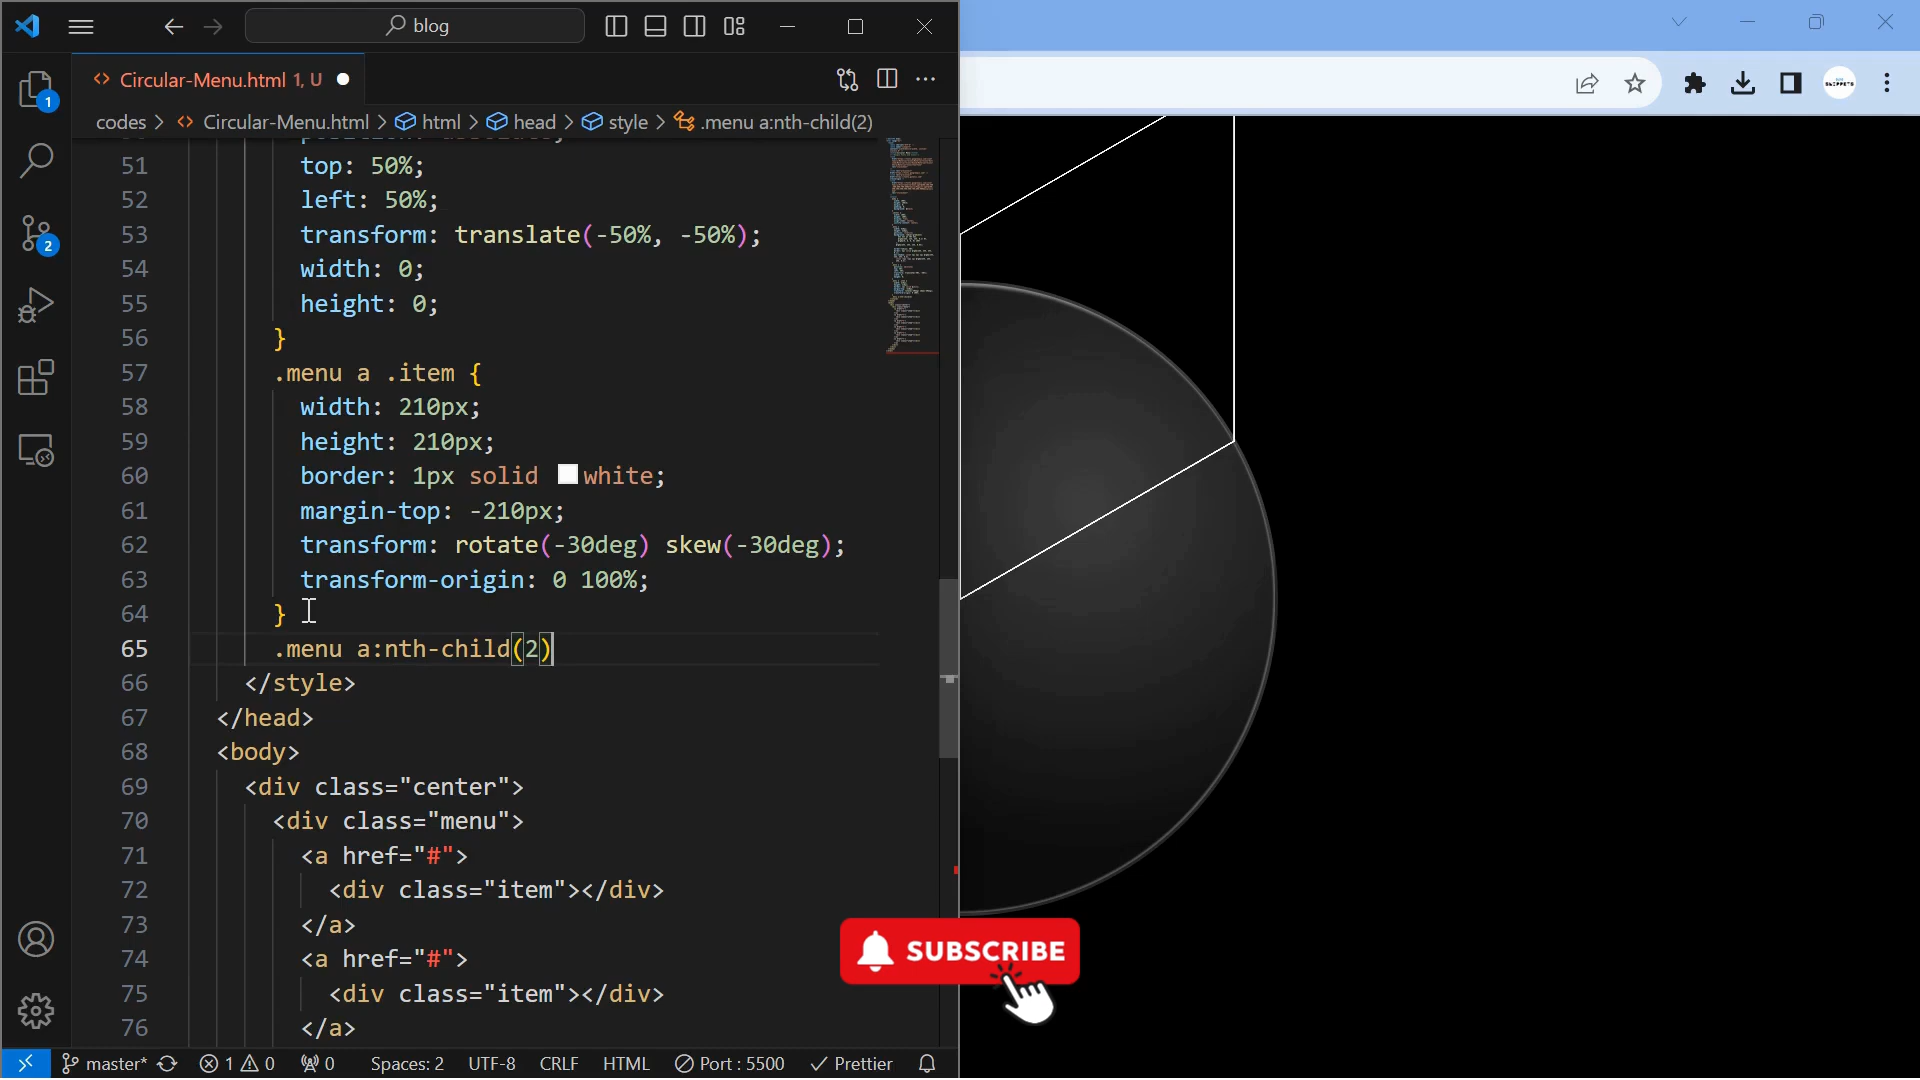 blog
Circular-Menu.html 1, U
codes > Circular-Menu.html > html > head > style > .menu a:nth-child(2)
51 top: 50%;
52 left: 50%;
53 transform: translate(-50%, -50%);
54 width: 0;
55 height: 0;
56 }
57 .menu a .item {
58 width: 210px;
59 height: 210px;
60 border: 1px solid white;
61 margin-top: -210px;
62 transform: rotate(-30deg) skew(-30deg);
63 transform-origin: 0 100%;
64 }
65 .menu a:nth-child(2)
66 </style>
67 </head>
68 <body>
69 <div class="center">
70 <div class="menu">
71 <a href="#">
72 <div class="item"></div>
73 </a>
74 <a href="#">
75 <div class="item"></div>
76 </a>
1
2
SUBSCRIBE
master* 1 0 0 Spaces: 2 UTF-8 CRLF HTML Port : 5500 Prettier